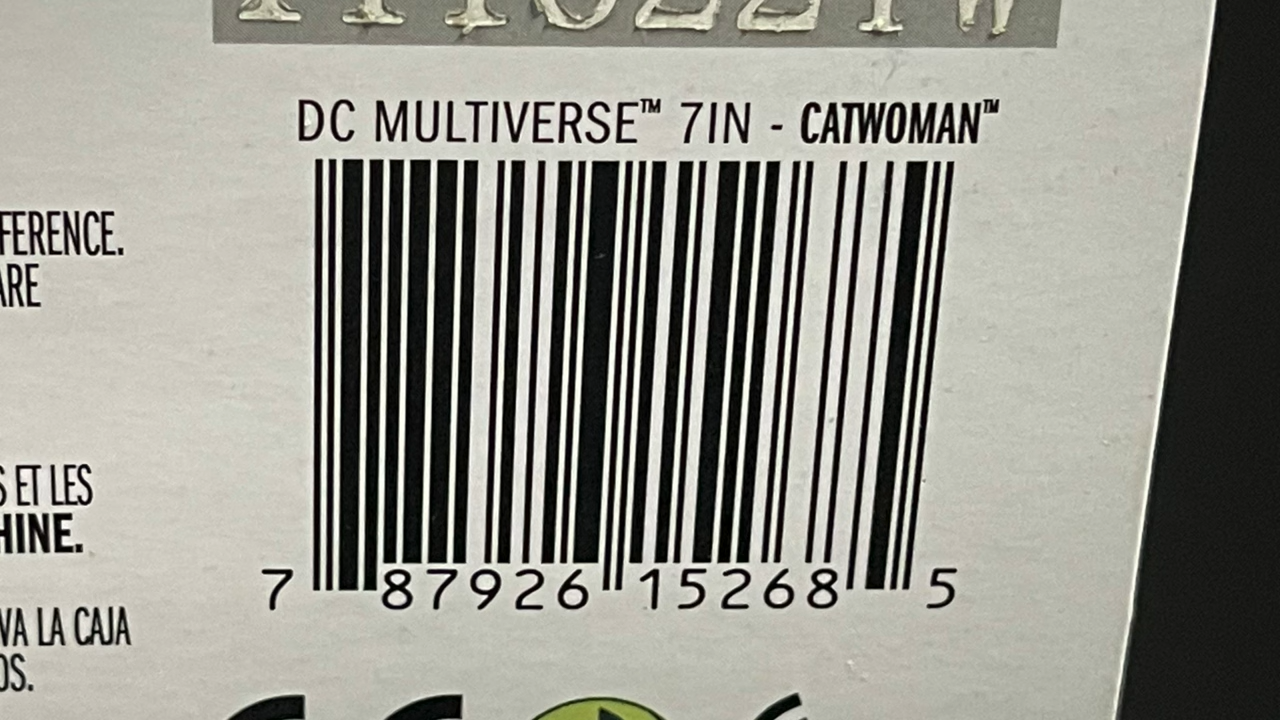 DC MULTIVERSE™ 7IN - CATWOMAN™
FERENCE.
ARE
S ET LES
HINE.
VA LA CAJA
OS.
7 87926 15268 5